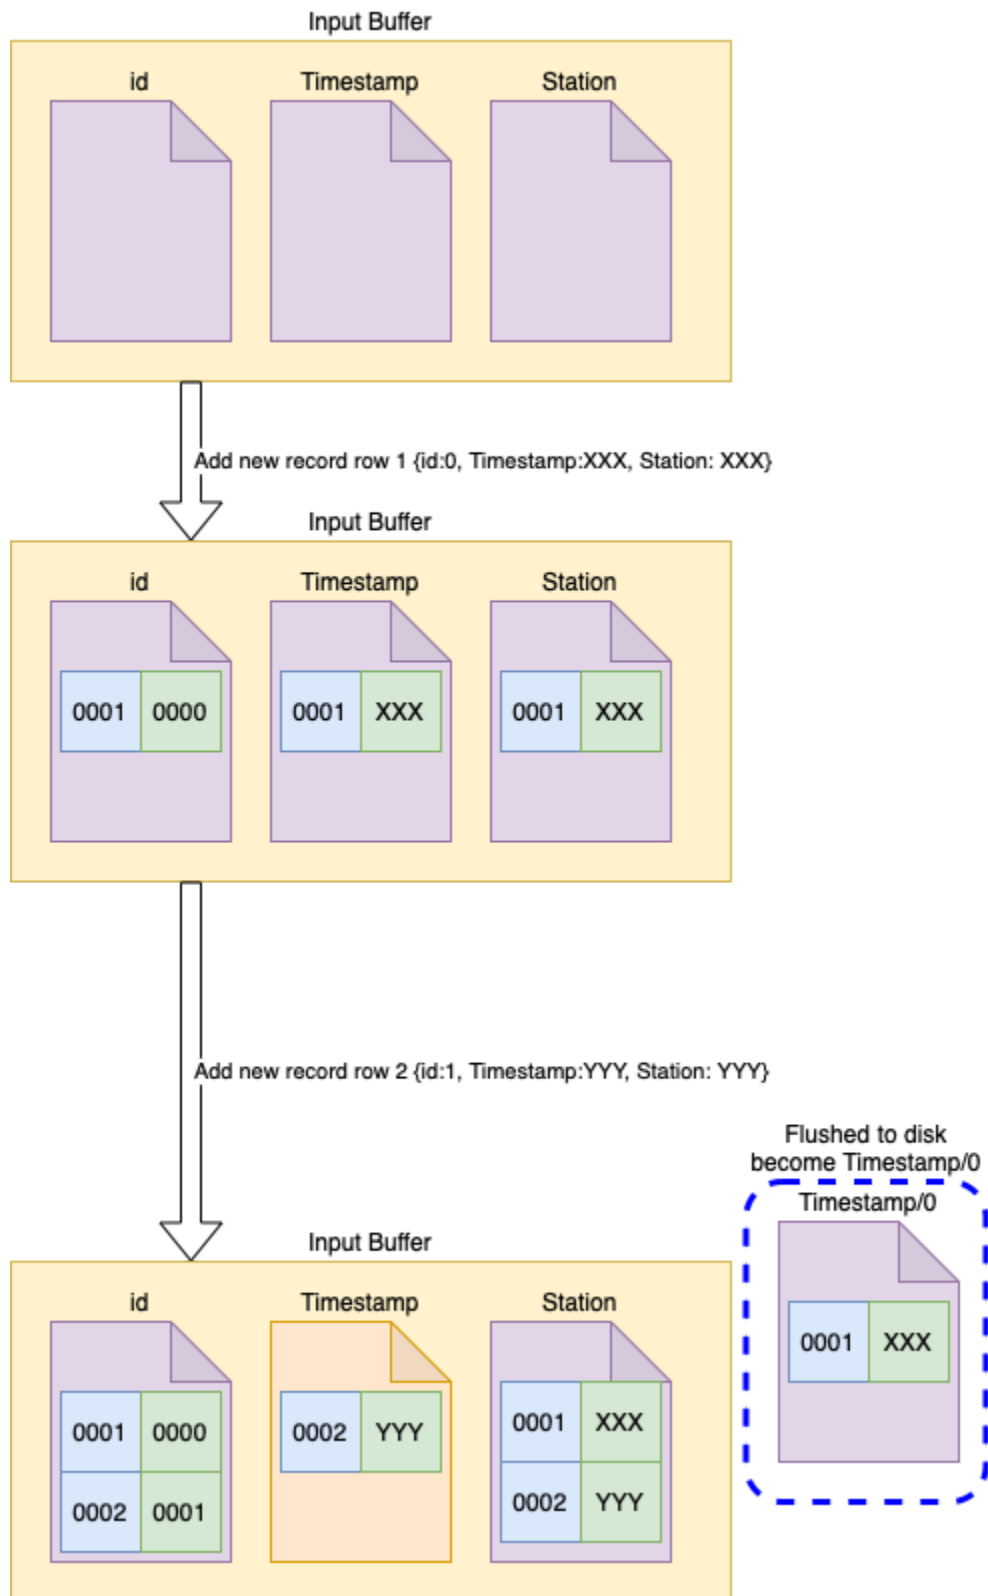 Input Buffer
id Timestamp Station
Add new record row 1 {id:0, Timestamp:XXX, Station: XXX}
Input Buffer
id Timestamp Station
0001 0000 0001 XXX 0001 XXX
Add new record row 2 {id:1, Timestamp:YYY, Station: YYY}
Flushed to disk
become Timestamp/0
Timestamp/0
0001 XXX
Input Buffer
id Timestamp Station
0001 0000 0002 YYY 0001 XXX
0002 0001 0002 YYY